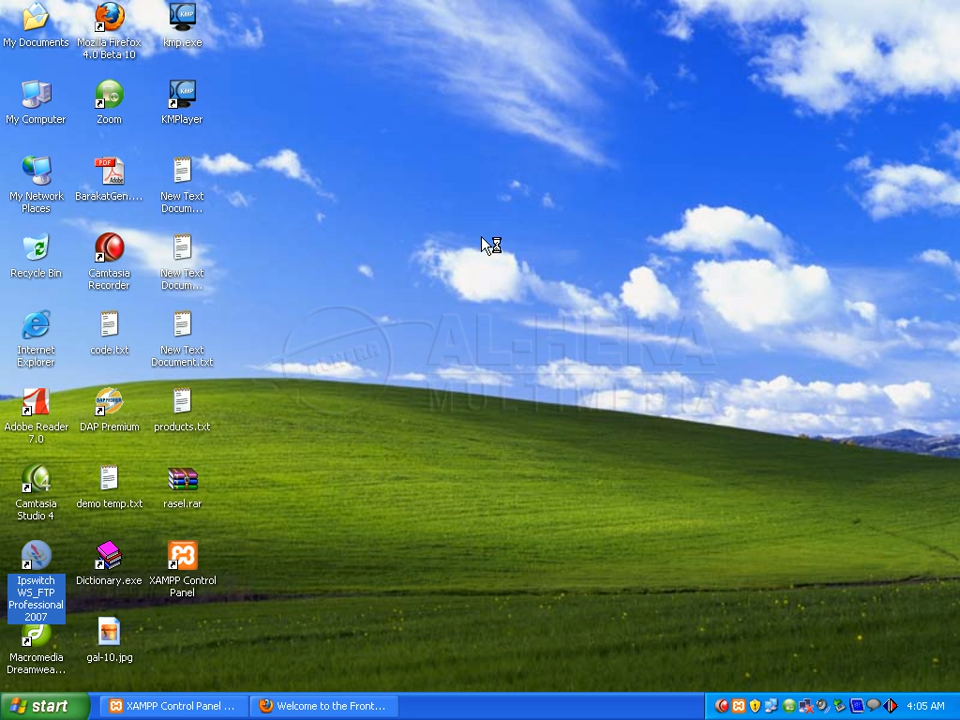 My Documents
Mozilla Firefox
4.0 Beta 10
kmp.exe
My Computer
Zoom
KMPlayer
My Network
Places
BarakatGen....
New Text
Docum...
Recycle Bin
Camtasia
Recorder
New Text
Docum...
Internet
Explorer
code.txt
New Text
Document.txt
Adobe Reader
7.0
DAP Premium
products.txt
Camtasia
Studio 4
demo temp.txt
rasel.rar
Ipswitch
WS_FTP
Professional
2007
Dictionary.exe
XAMPP Control
Panel
Macromedia
Dreamwea...
gal-10.jpg
AL-HERA
MULTIMEDIA
start
XAMPP Control Panel ...
Welcome to the Front...
4:05 AM